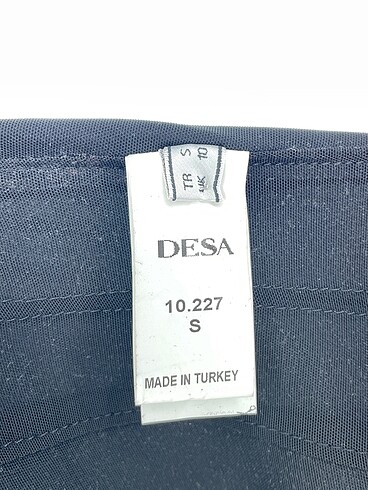 TR S
UK 10
DESA
10.227
S
MADE IN TURKEY